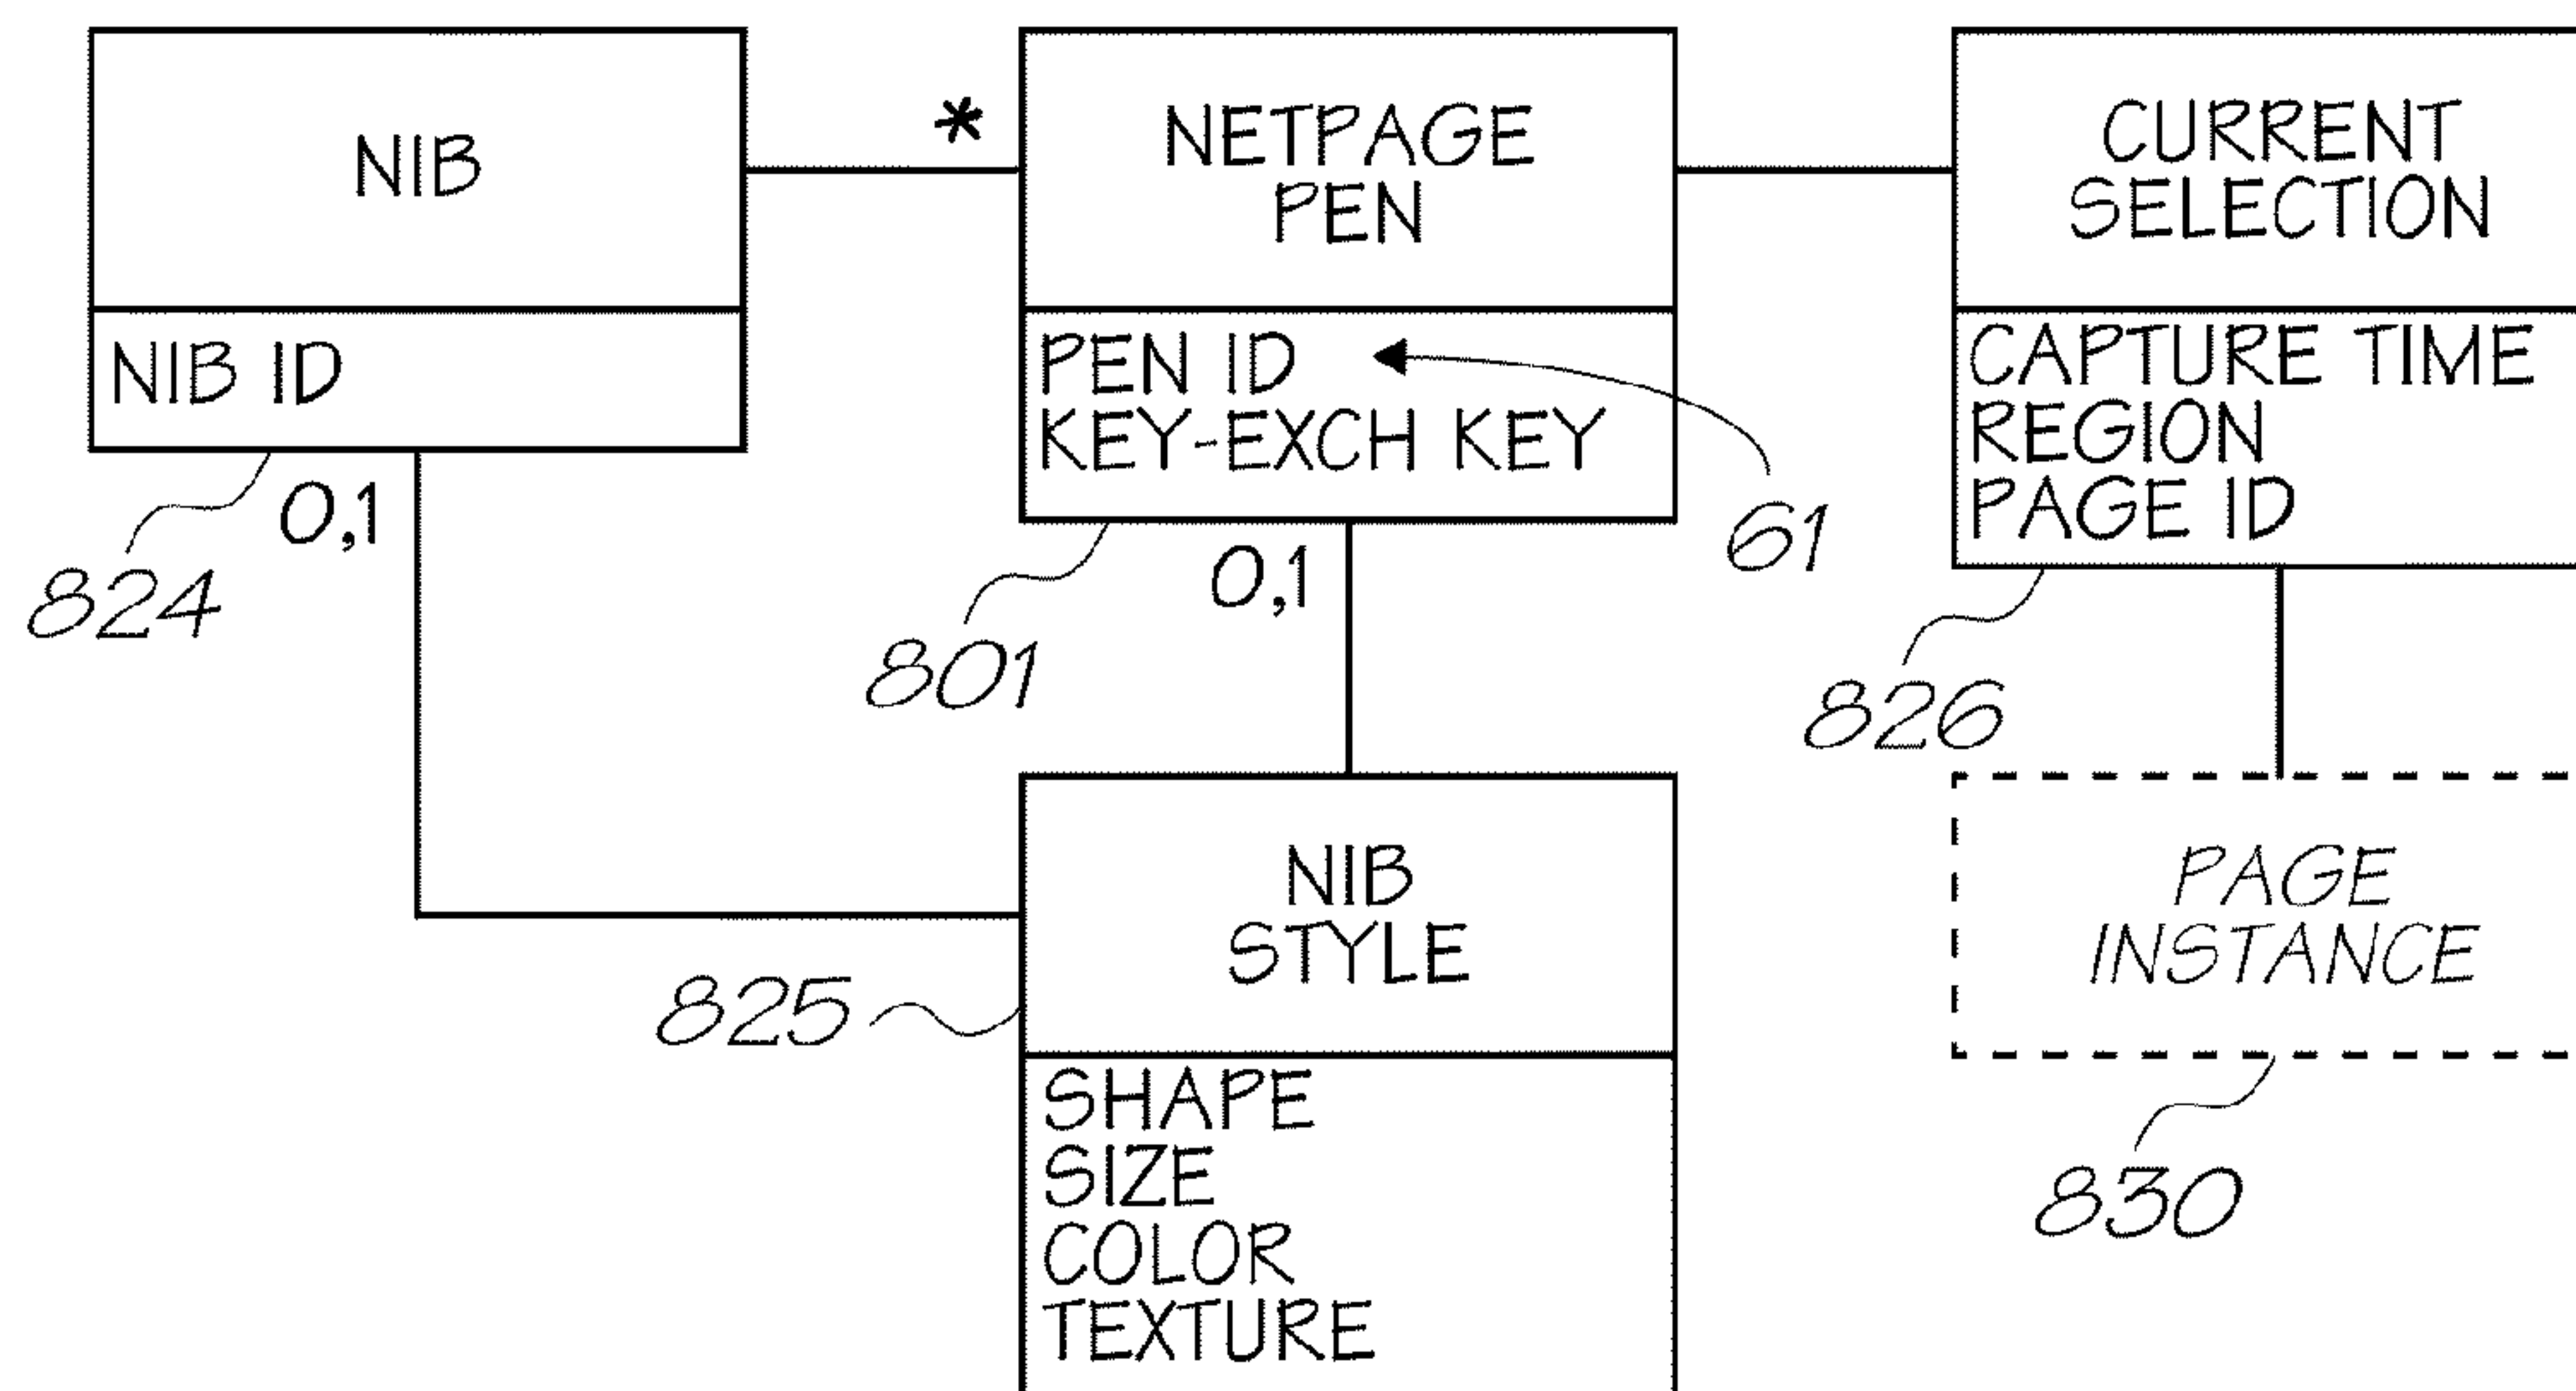 NIB
NIB ID
824
0,1
*
NETPAGE
PEN
PEN ID
KEY-EXCH KEY
61
801
0,1
CURRENT
SELECTION
CAPTURE TIME
REGION
PAGE ID
826
NIB
STYLE
825
SHAPE
SIZE
COLOR
TEXTURE
PAGE
INSTANCE
830